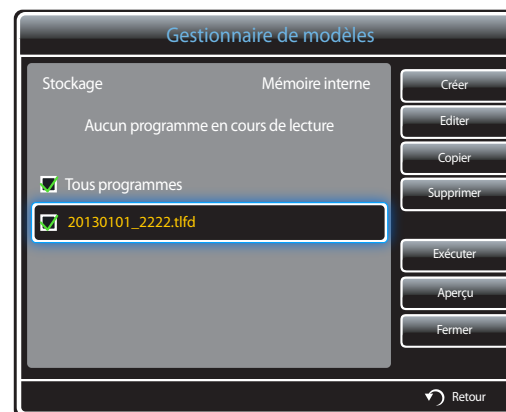 Gestionnaire de modèles
Stockage Mémoire interne
Aucun programme en cours de lecture
Tous programmes
20130101_2222.tlfd
Créer
Editer
Copier
Supprimer
Exécuter
Aperçu
Fermer
Retour